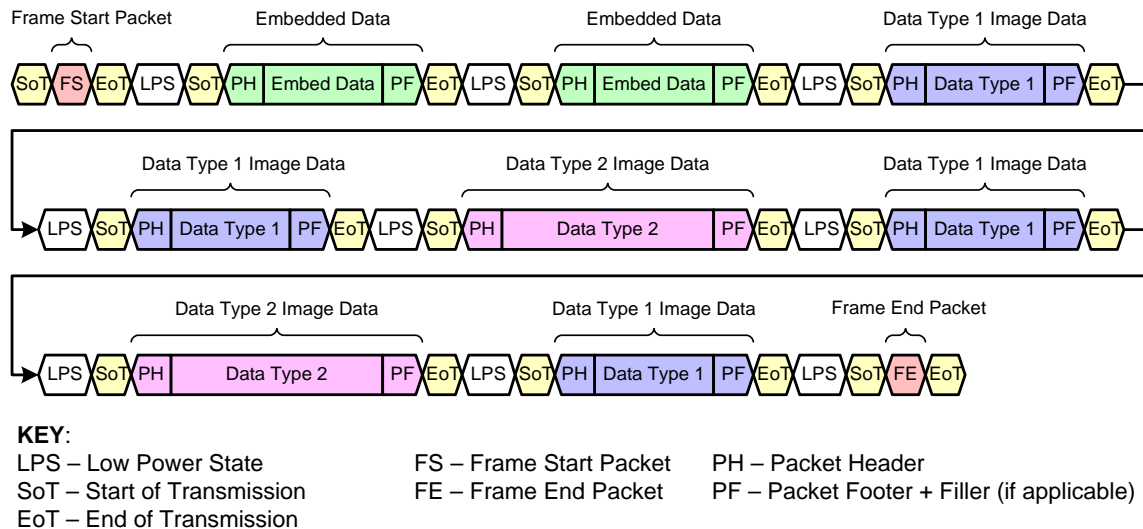 Frame Start Packet Embedded Data Embedded Data Data Type 1 Image Data
SoT FS EoT LPS SoT PH Embed Data PF EoT LPS SoT PH Embed Data PF EoT LPS SoT PH Data Type 1 PF EoT
Data Type 1 Image Data Data Type 2 Image Data Data Type 1 Image Data
LPS SoT PH Data Type 1 PF EoT LPS SoT PH Data Type 2 PF EoT LPS SoT PH Data Type 1 PF EoT
Data Type 2 Image Data Data Type 1 Image Data Frame End Packet
LPS SoT PH Data Type 2 PF EoT LPS SoT PH Data Type 1 PF EoT LPS SoT FE EoT
KEY:
LPS – Low Power State FS – Frame Start Packet PH – Packet Header
SoT – Start of Transmission FE – Frame End Packet PF – Packet Footer + Filler (if applicable)
EoT – End of Transmission